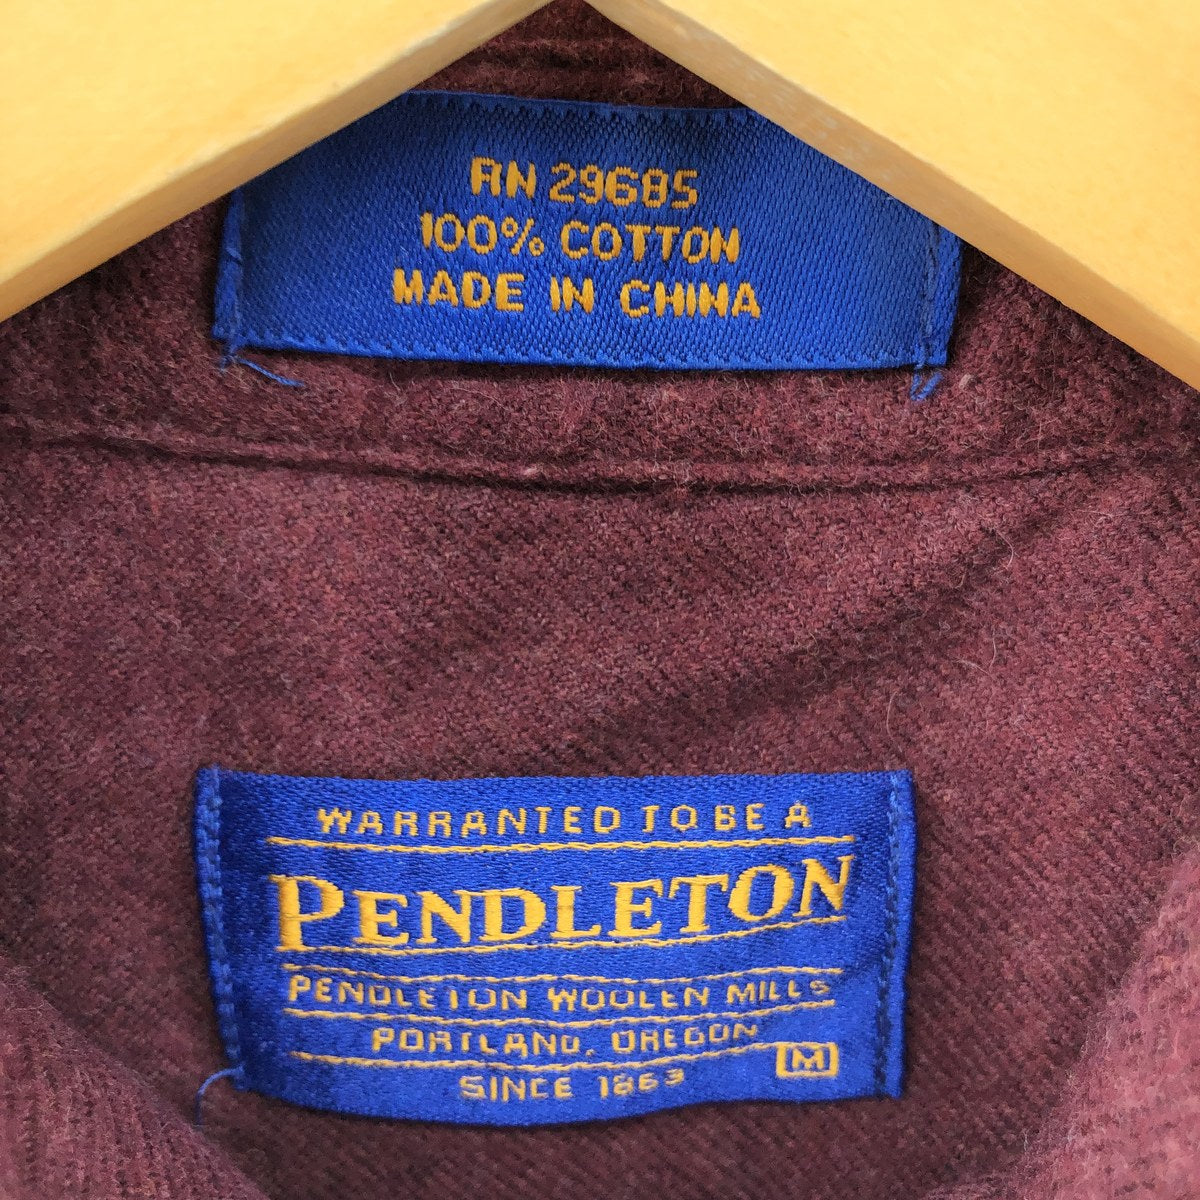 RN 29685
100% COTTON
MADE IN CHINA
WARRANTED TO BE A
PENDLETON
PENDLETON WOOLEN MILLS
PORTLAND, OREGON
M
SINCE 1863